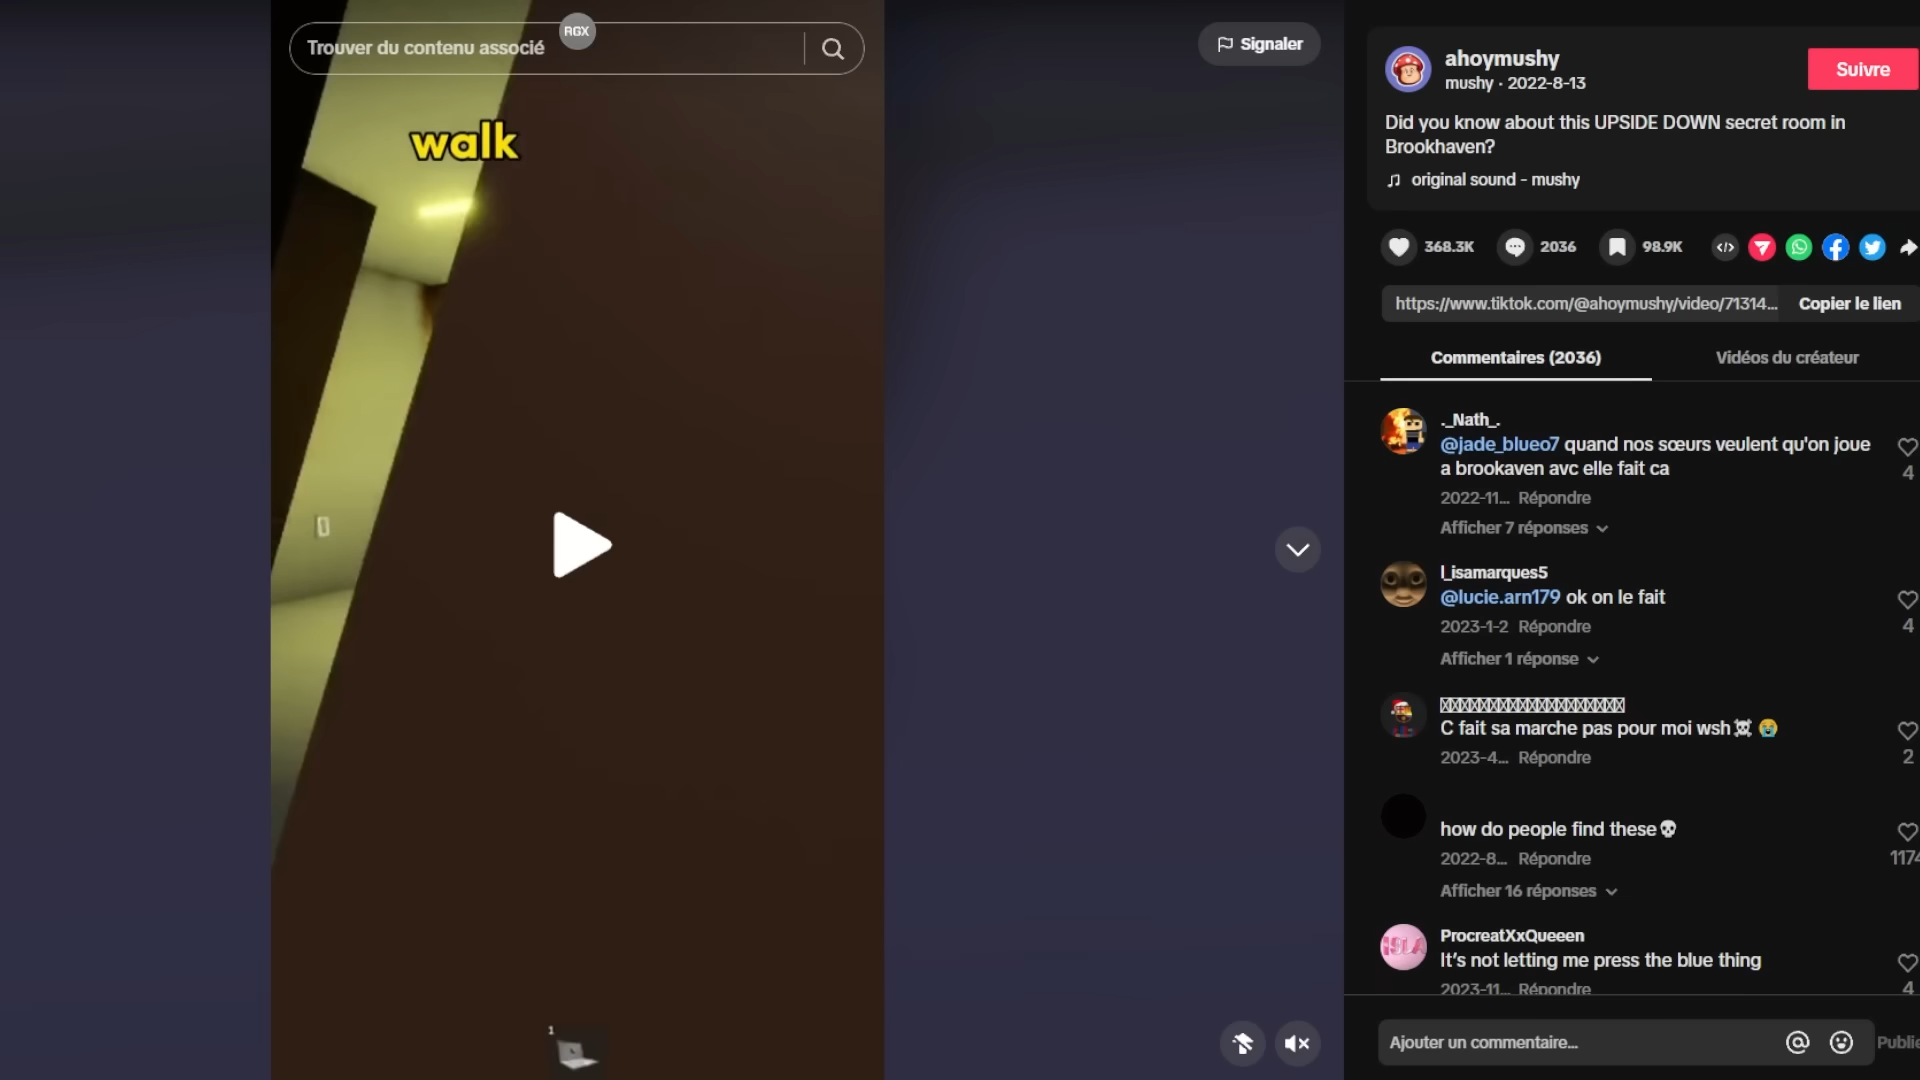 Trouver du contenu associé
RGX
Signaler
walk
1
ahoymushy
mushy · 2022-8-13
Suivre
Did you know about this UPSIDE DOWN secret room in
Brookhaven?
original sound - mushy
368.3K
2036
98.9K
https://www.tiktok.com/@ahoymushy/video/71314...
Copier le lien
Commentaires (2036)
Vidéos du créateur
._Nath_.
@jade_blueo7 quand nos sœurs veulent qu'on joue
a brookaven avc elle fait ca
4
2022-11... Répondre
Afficher 7 réponses
l_isamarques5
@lucie.arn179 ok on le fait
4
2023-1-2 Répondre
Afficher 1 réponse
C fait sa marche pas pour moi wsh☠️😭
2
2023-4... Répondre
how do people find these💀
1174
2022-8... Répondre
Afficher 16 réponses
ProcreatXxQueeen
It's not letting me press the blue thing
4
2023-11... Répondre
Ajouter un commentaire...
Publie